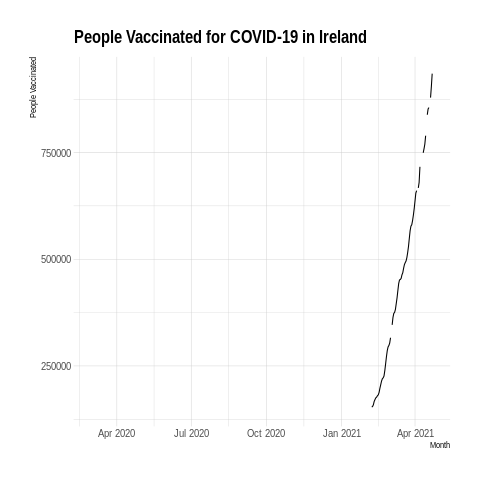 People Vaccinated for COVID-19 in Ireland
People Vaccinated
750000
500000
250000
Apr 2020 Jul 2020 Oct 2020 Jan 2021 Apr 2021
Month